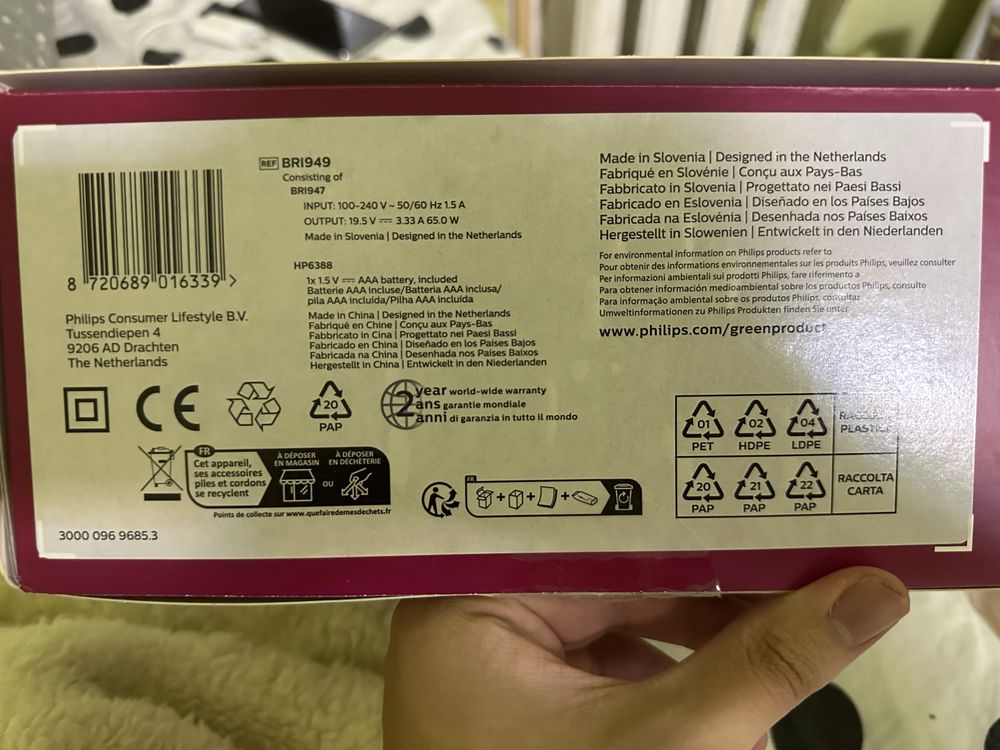 REF BRI949
Consisting of
BRI947
INPUT: 100-240 V ~ 50/60 Hz 1.5 A
OUTPUT: 19.5 V ⎓ 3.33 A 65.0 W
Made in Slovenia | Designed in the Netherlands
8 720689 016339 >
HP6388
1x 1.5 V ⎓ AAA battery, included
Batterie AAA incluse/Batteria AAA inclusa/
pila AAA incluida/Pilha AAA incluída
Made in China | Designed in the Netherlands
Fabriqué en Chine | Conçu aux Pays-Bas
Fabbricato in Cina | Progettato nei Paesi Bassi
Fabricado en China | Diseñado en los Países Bajos
Fabricada na China | Desenhada nos Países Baixos
Hergestellt in China | Entwickelt in den Niederlanden
Philips Consumer Lifestyle B.V.
Tussendiepen 4
9206 AD Drachten
The Netherlands
Made in Slovenia | Designed in the Netherlands
Fabriqué en Slovénie | Conçu aux Pays-Bas
Fabbricato in Slovenia | Progettato nei Paesi Bassi
Fabricado en Eslovenia | Diseñado en los Países Bajos
Fabricada na Eslovénia | Desenhada nos Países Baixos
Hergestellt in Slowenien | Entwickelt in den Niederlanden
For environmental information on Philips products refer to
Pour obtenir des informations environnementales sur les produits Philips, veuillez consulter
Per informazioni ambientali sui prodotti Philips, fare riferimento a
Para obtener información medioambiental sobre los productos Philips, consulte
Para informação ambiental sobre os produtos Philips, consultar
Umweltinformationen zu Philips Produkten finden Sie unter
www.philips.com/greenproduct
CE
20
PAP
2 year world-wide warranty
ans garantie mondiale
anni di garanzia in tutto il mondo
FR
Cet appareil,
ses accessoires
piles et cordons
se recyclent
À DÉPOSER
EN MAGASIN
OU
À DÉPOSER
EN DÉCHÈTERIE
Points de collecte sur www.quefairedemesdechets.fr
FR
+ + +
01 02 04
PET HDPE LDPE
RACCOLTA
PLASTICA
20 21 22
PAP PAP PAP
RACCOLTA
CARTA
3000 096 9685.3